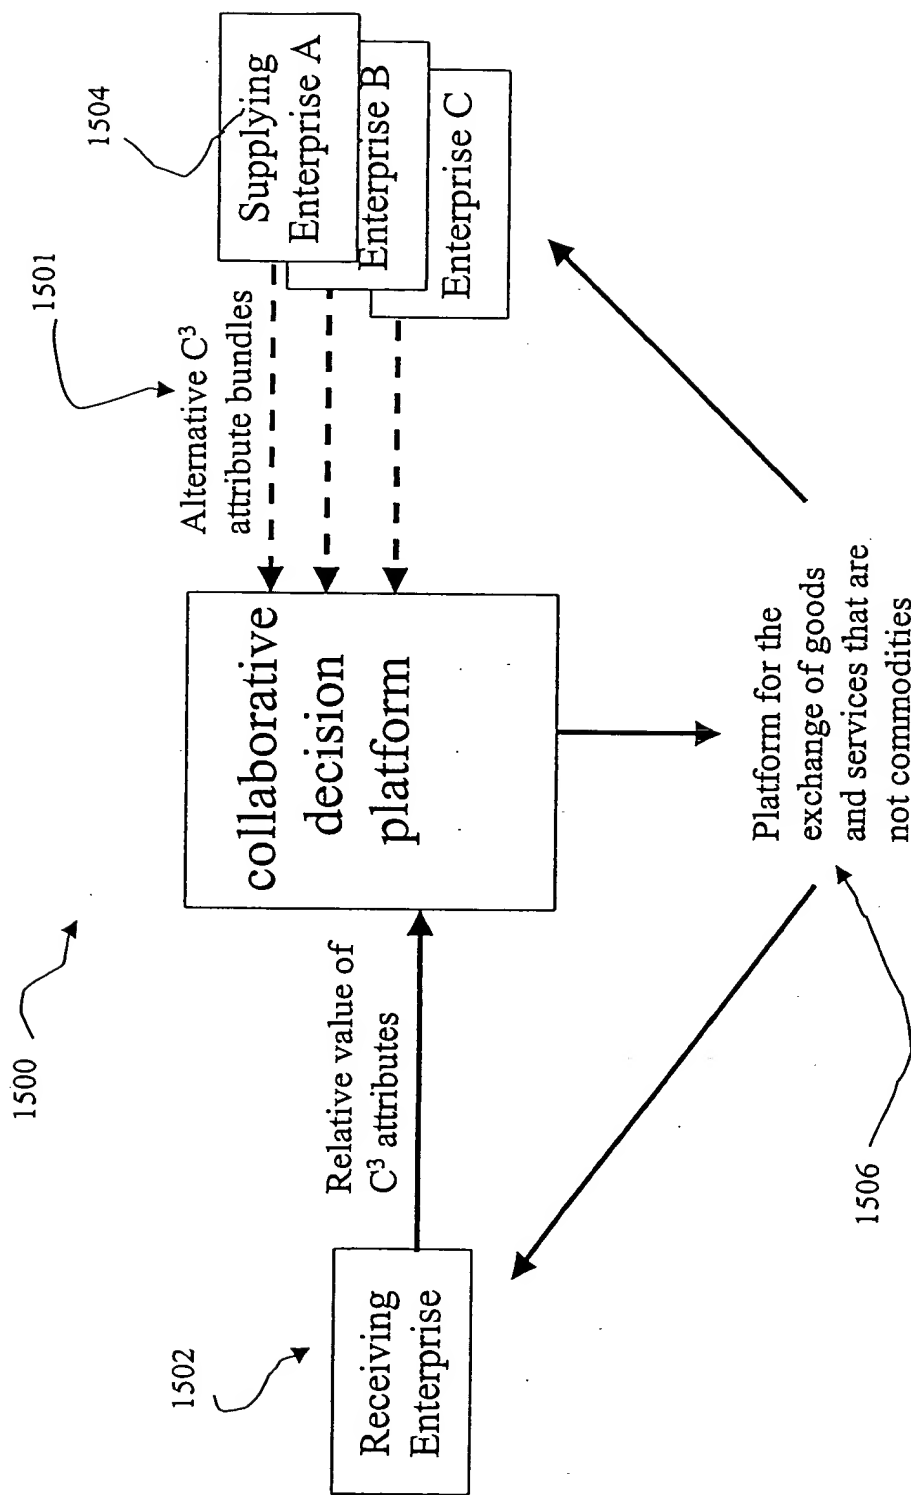 1500
1501
1504
1502
Alternative C³
attribute bundles
Supplying
Enterprise A
Enterprise B
Enterprise C
Relative value of
C³ attributes
Receiving
Enterprise
collaborative
decision
platform
Platform for the
exchange of goods
and services that are
not commodities
1506